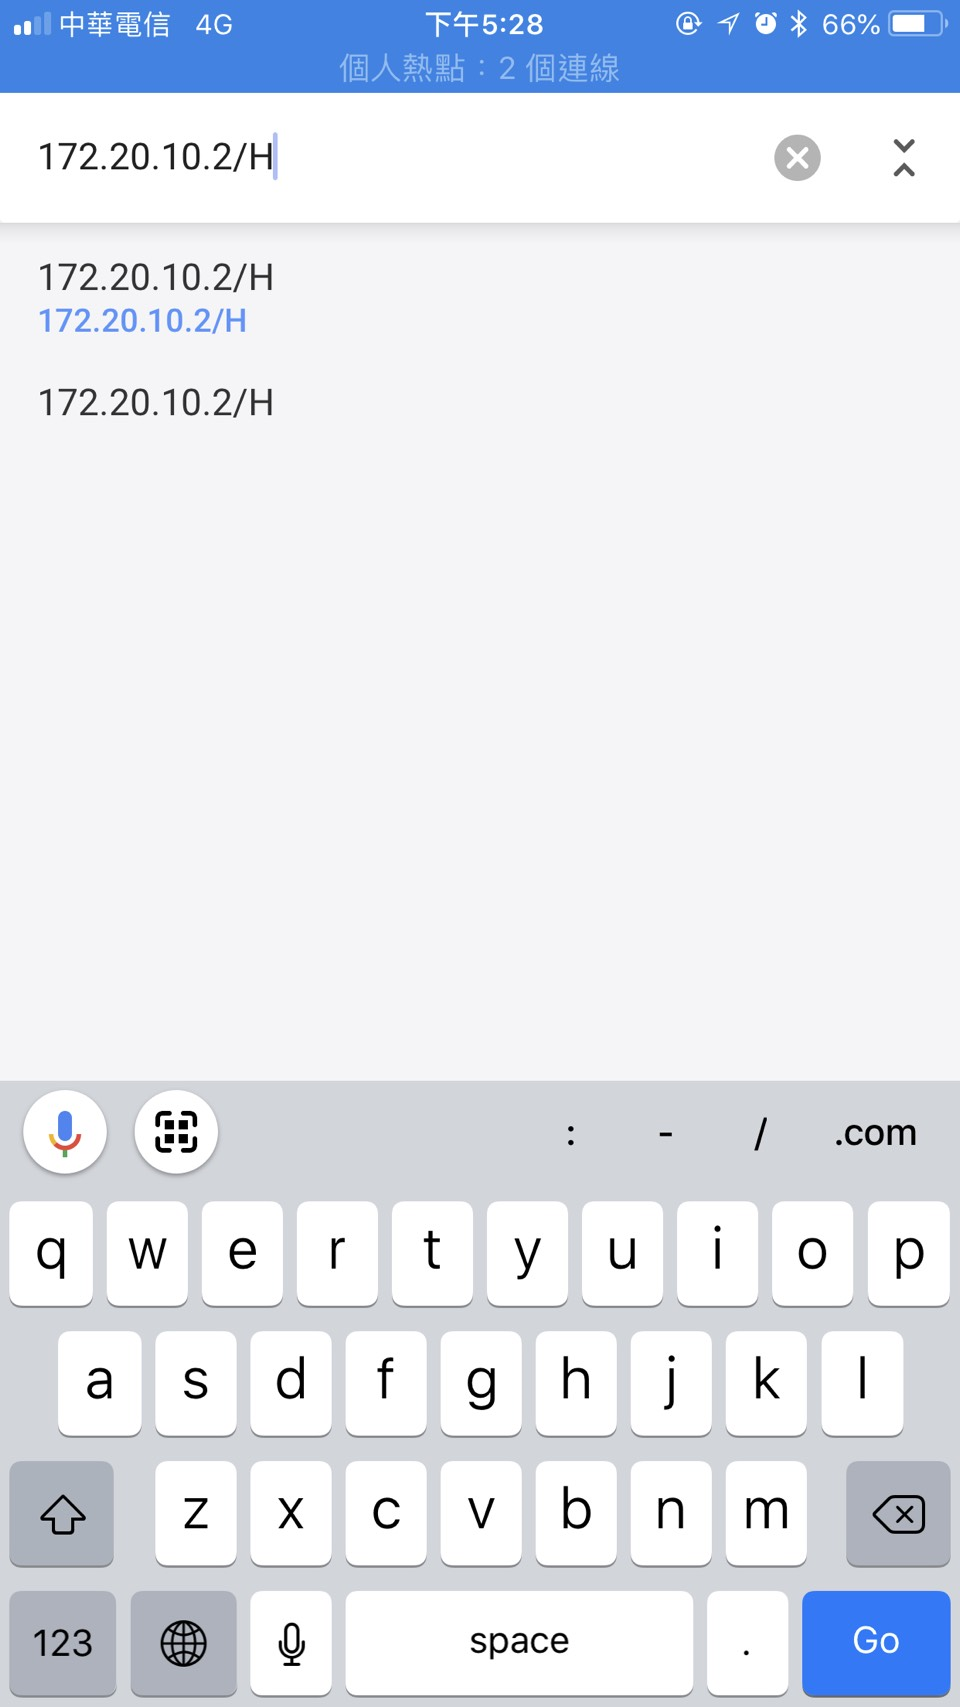 中華電信 4G 下午5:28 66%
個人熱點：2 個連線
172.20.10.2/H
172.20.10.2/H
172.20.10.2/H
172.20.10.2/H
: - / .com
q w e r t y u i o p
a s d f g h j k l
z x c v b n m
123 space . Go